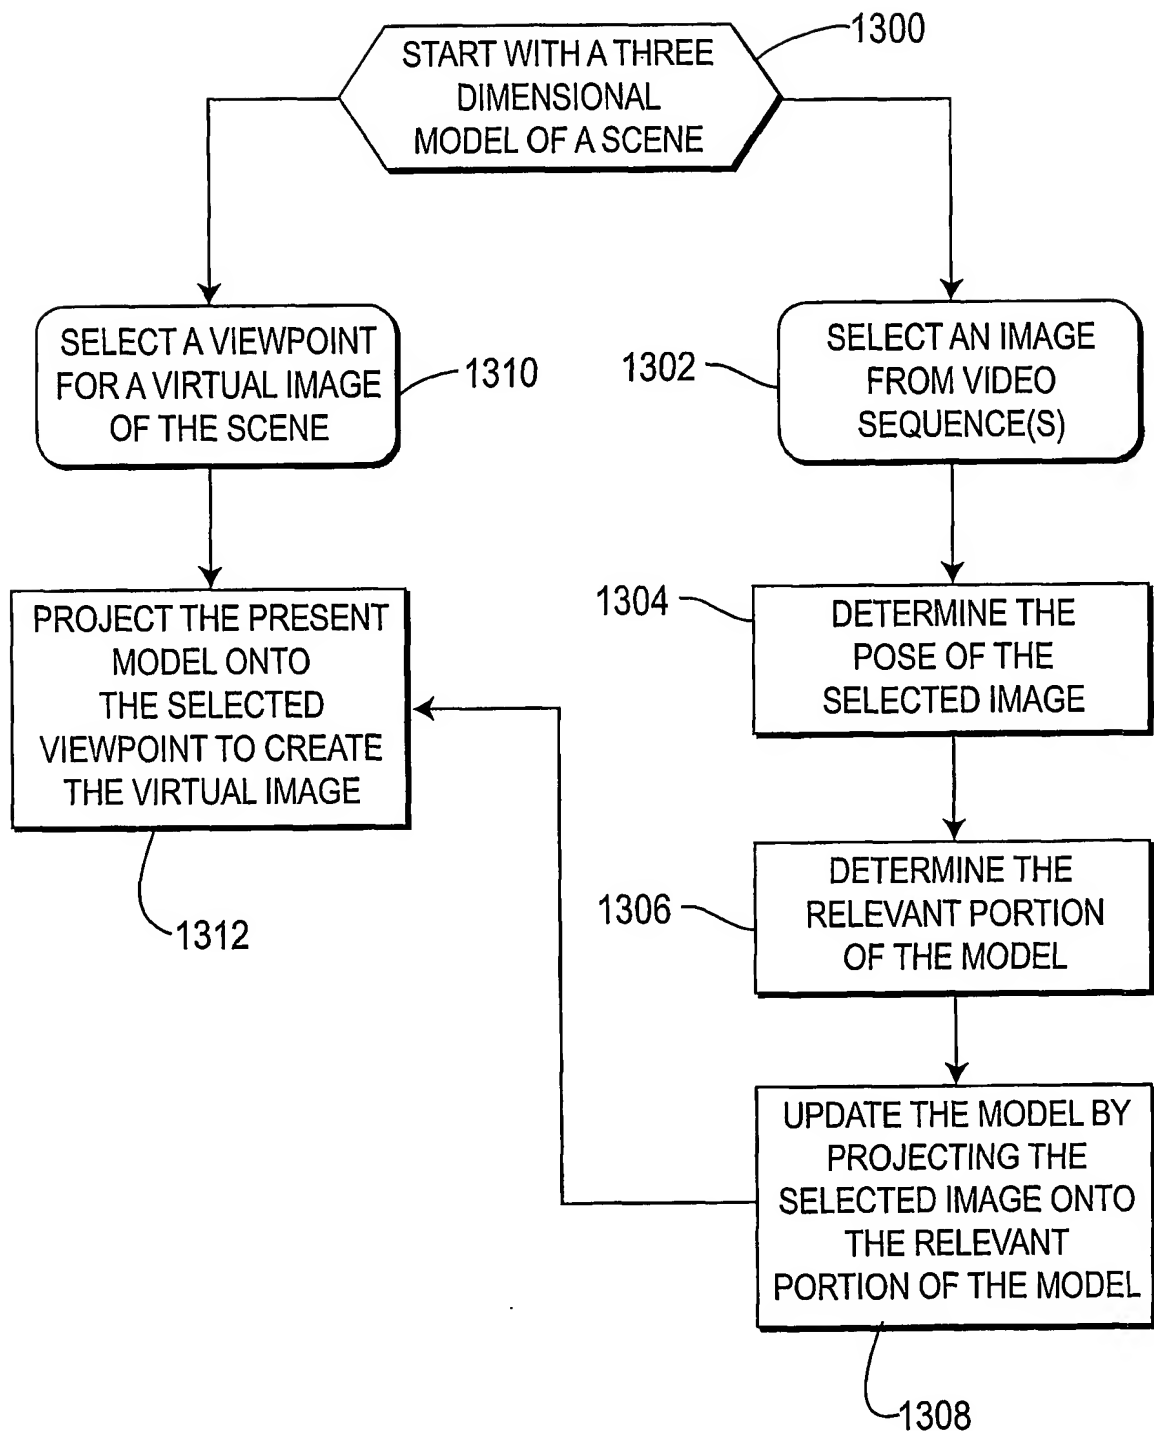 1300
START WITH A THREE
DIMENSIONAL
MODEL OF A SCENE
SELECT A VIEWPOINT
FOR A VIRTUAL IMAGE
OF THE SCENE
1310
1302
SELECT AN IMAGE
FROM VIDEO
SEQUENCE(S)
PROJECT THE PRESENT
MODEL ONTO
THE SELECTED
VIEWPOINT TO CREATE
THE VIRTUAL IMAGE
1312
1304
DETERMINE THE
POSE OF THE
SELECTED IMAGE
1306
DETERMINE THE
RELEVANT PORTION
OF THE MODEL
UPDATE THE MODEL BY
PROJECTING THE
SELECTED IMAGE ONTO
THE RELEVANT
PORTION OF THE MODEL
1308